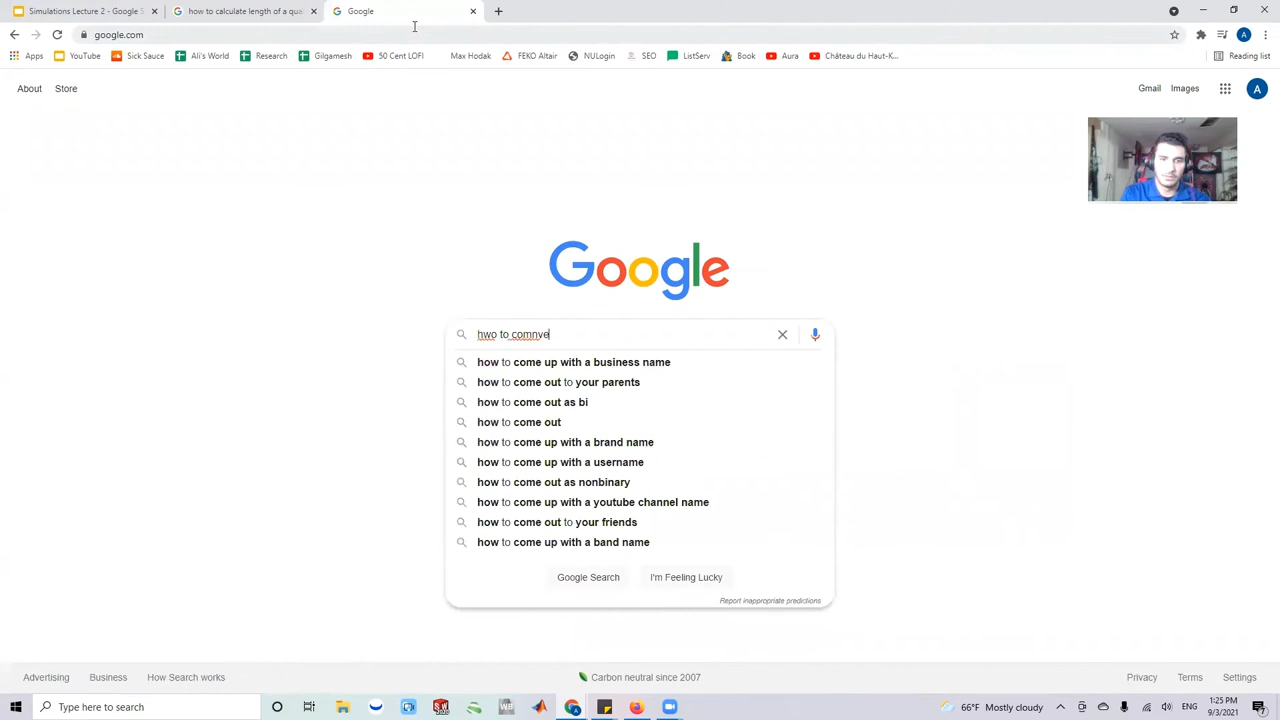 Simulations Lecture 2 - Google S
how to calculate length of a qua
Google
google.com
Apps
YouTube
Sick Sauce
Ali's World
Research
Gilgamesh
50 Cent LOFI
Max Hodak
FEKO Altair
NULogin
SEO
ListServ
Book
Aura
Château du Haut-K...
Reading list
About
Store
Gmail
Images
A
Google
hwo to comnve
how to come up with a business name
how to come out to your parents
how to come out as bi
how to come out
how to come up with a brand name
how to come up with a username
how to come out as nonbinary
how to come up with a youtube channel name
how to come out to your friends
how to come up with a band name
Google Search
I'm Feeling Lucky
Report inappropriate predictions
Advertising
Business
How Search works
Carbon neutral since 2007
Privacy
Terms
Settings
Type here to search
66°F Mostly cloudy
ENG
1:25 PM
9/3/2021